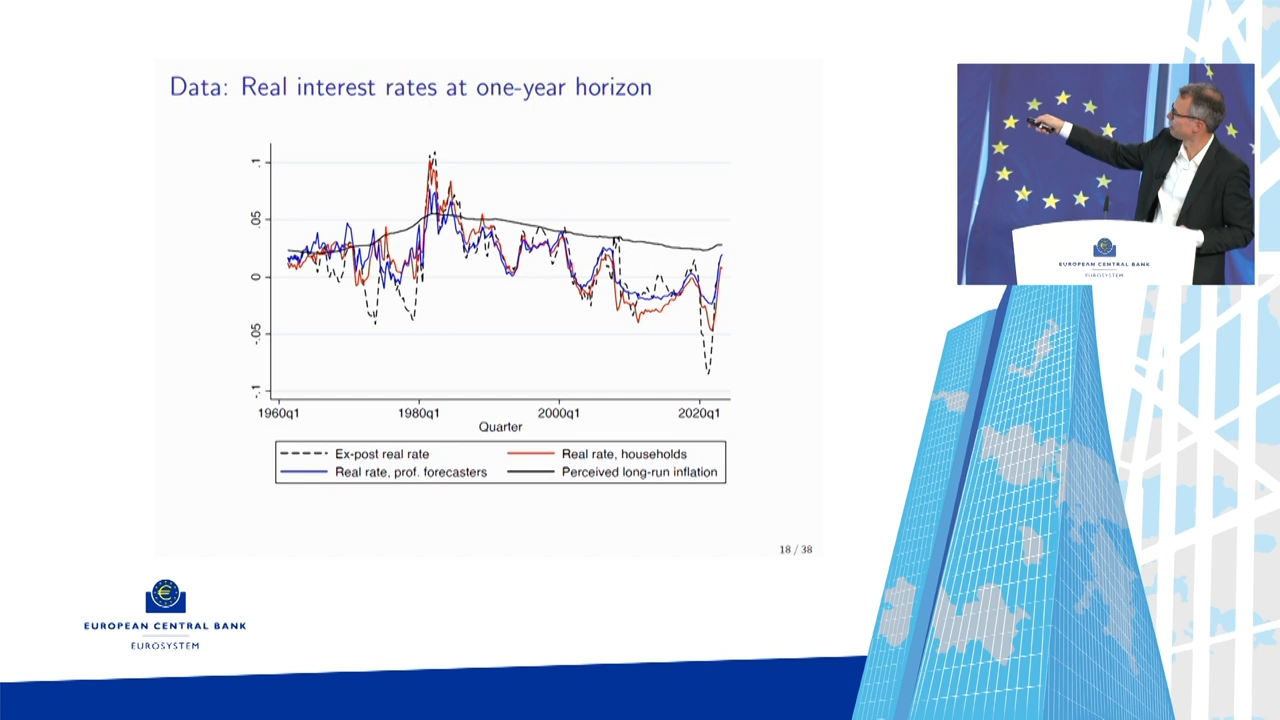 Data: Real interest rates at one-year horizon
.1
.05
0
-.05
-.1
1960q1 1980q1 2000q1 2020q1
Quarter
Ex-post real rate Real rate, households
Real rate, prof. forecasters Perceived long-run inflation
18 / 38
EUROPEAN CENTRAL BANK
EUROSYSTEM
EUROPEAN CENTRAL BANK
EUROSYSTEM